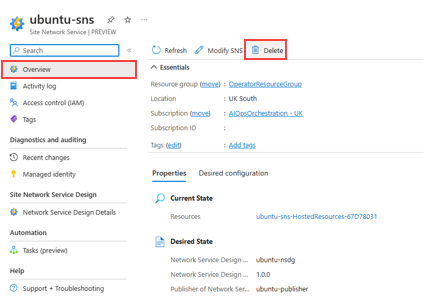 ubuntu-sns
Site Network Service | PREVIEW
Search
Overview
Activity log
Access control (IAM)
Tags
Diagnostics and auditing
Recent changes
Managed identity
Site Network Service Design
Network Service Design Details
Automation
Tasks (preview)
Help
Support + Troubleshooting
Refresh Modify SNS Delete
Essentials
Resource group (move) : OperatorResourceGroup
Location : UK South
Subscription (move) : AIOpsOrchestration - UK
Subscription ID :
Tags (edit) : Add tags
Properties Desired configuration
Current State
Resources ubuntu-sns-HostedResources-67D78031
Desired State
Network Service Design ... ubuntu-nsdg
Network Service Design ... 1.0.0
Publisher of Network Ser... ubuntu-publisher